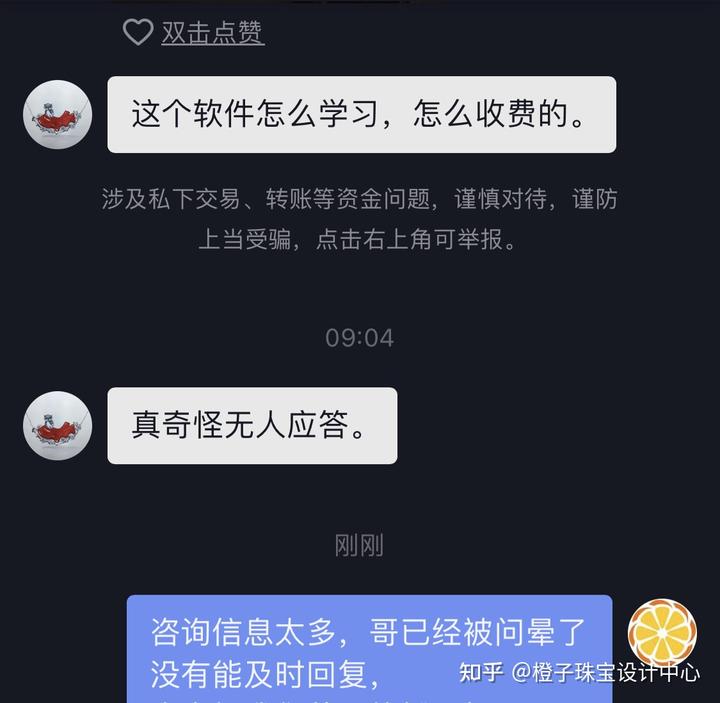 双击点赞
这个软件怎么学习，怎么收费的。
涉及私下交易、转账等资金问题，谨慎对待，谨防
上当受骗，点击右上角可举报。
09:04
真奇怪无人应答。
刚刚
咨询信息太多，哥已经被问晕了
没有能及时回复，
知乎 @橙子珠宝设计中心